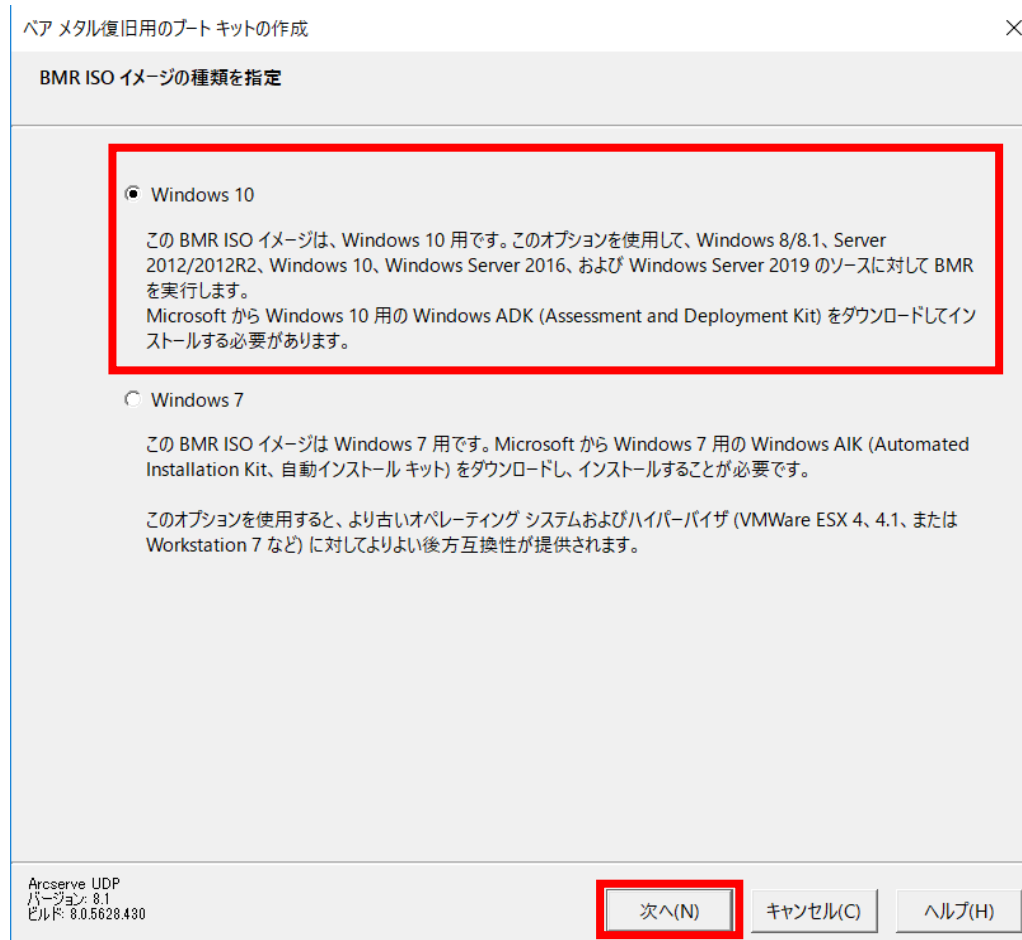 ベア メタル復旧用のブート キットの作成
BMR ISO イメージの種類を指定
Windows 10
この BMR ISO イメージは、Windows 10 用です。このオプションを使用して、Windows 8/8.1、Server
2012/2012R2、Windows 10、Windows Server 2016、および Windows Server 2019 のソースに対して BMR
を実行します。
Microsoft から Windows 10 用の Windows ADK (Assessment and Deployment Kit) をダウンロードしてイン
ストールする必要があります。
Windows 7
この BMR ISO イメージは Windows 7 用です。Microsoft から Windows 7 用の Windows AIK (Automated
Installation Kit、自動インストール キット) をダウンロードし、インストールすることが必要です。
このオプションを使用すると、より古いオペレーティング システムおよびハイパーバイザ (VMWare ESX 4、4.1、または
Workstation 7 など) に対してよりよい後方互換性が提供されます。
Arcserve UDP
バージョン: 8.1
ビルド: 8.0.5628.430
次へ(N)
キャンセル(C)
ヘルプ(H)